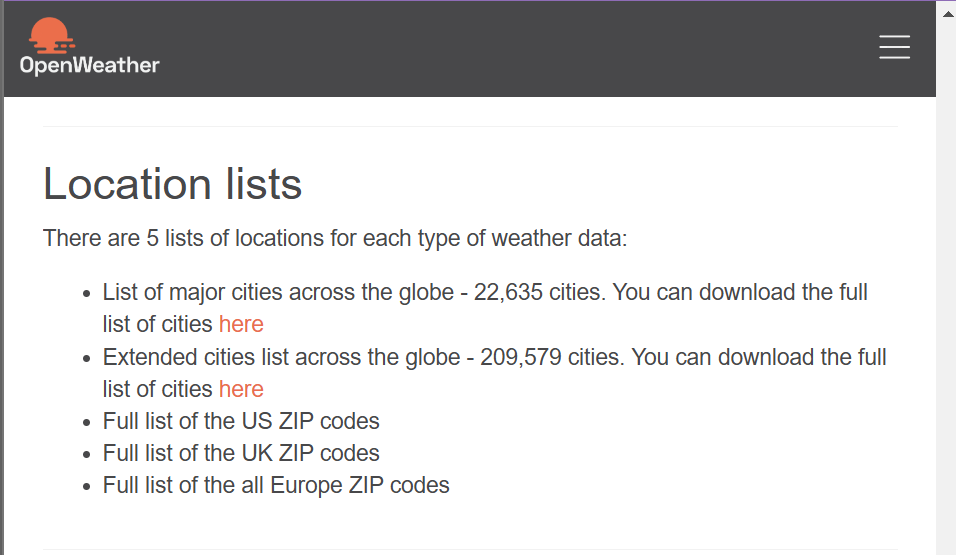 OpenWeather
Location lists
There are 5 lists of locations for each type of weather data:
List of major cities across the globe - 22,635 cities. You can download the full
list of cities here
Extended cities list across the globe - 209,579 cities. You can download the full
list of cities here
Full list of the US ZIP codes
Full list of the UK ZIP codes
Full list of the all Europe ZIP codes